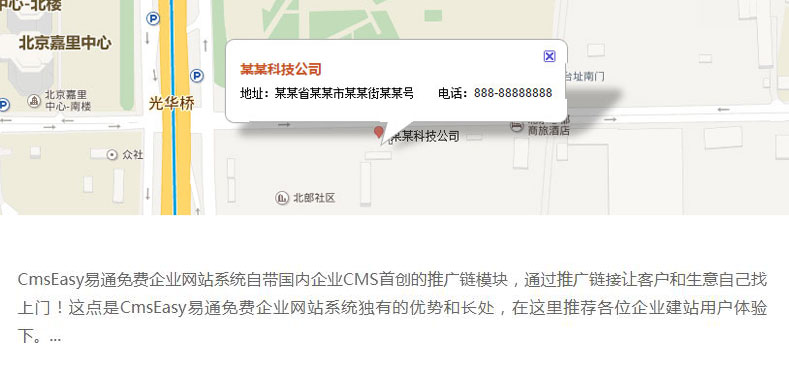 中心-北楼
北京嘉里中心
P
某某科技公司
台址南门
P
北京嘉里
中心-南楼
地址：某某省某某市某某街某某号 电话：888-88888888
P
光华桥
商旅酒店
某某科技公司
众社
北郎社区
CmsEasy易通免费企业网站系统自带国内企业CMS首创的推广链模块，通过推广链接让客户和生意自己找
上门！这点是CmsEasy易通免费企业网站系统独有的优势和长处，在这里推荐各位企业建站用户体验
下。...